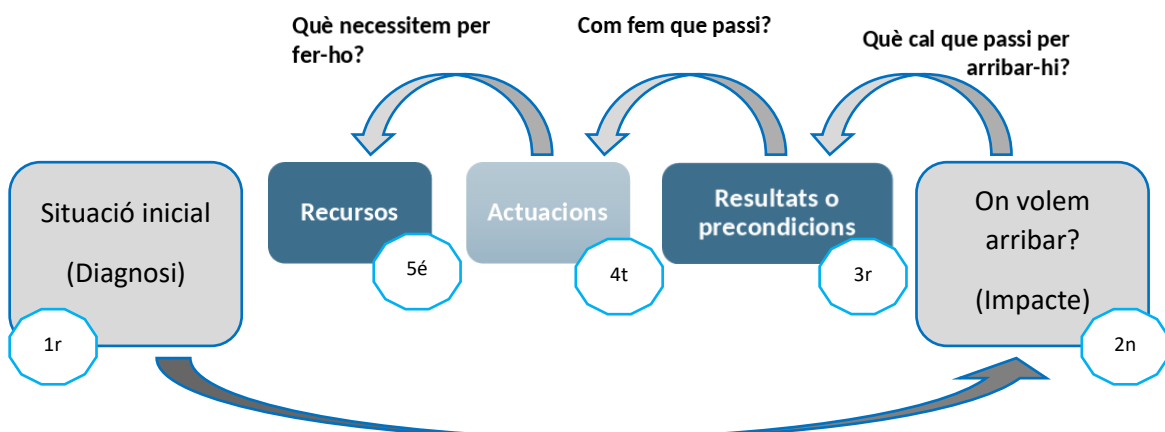 Què necessitem per
fer-ho?
Com fem que passi?
Què cal que passi per
arribar-hi?
Situació inicial
(Diagnosi)
1r
Recursos
5é
Actuacions
4t
Resultats o
precondicions
3r
On volem
arribar?
(Impacte)
2n